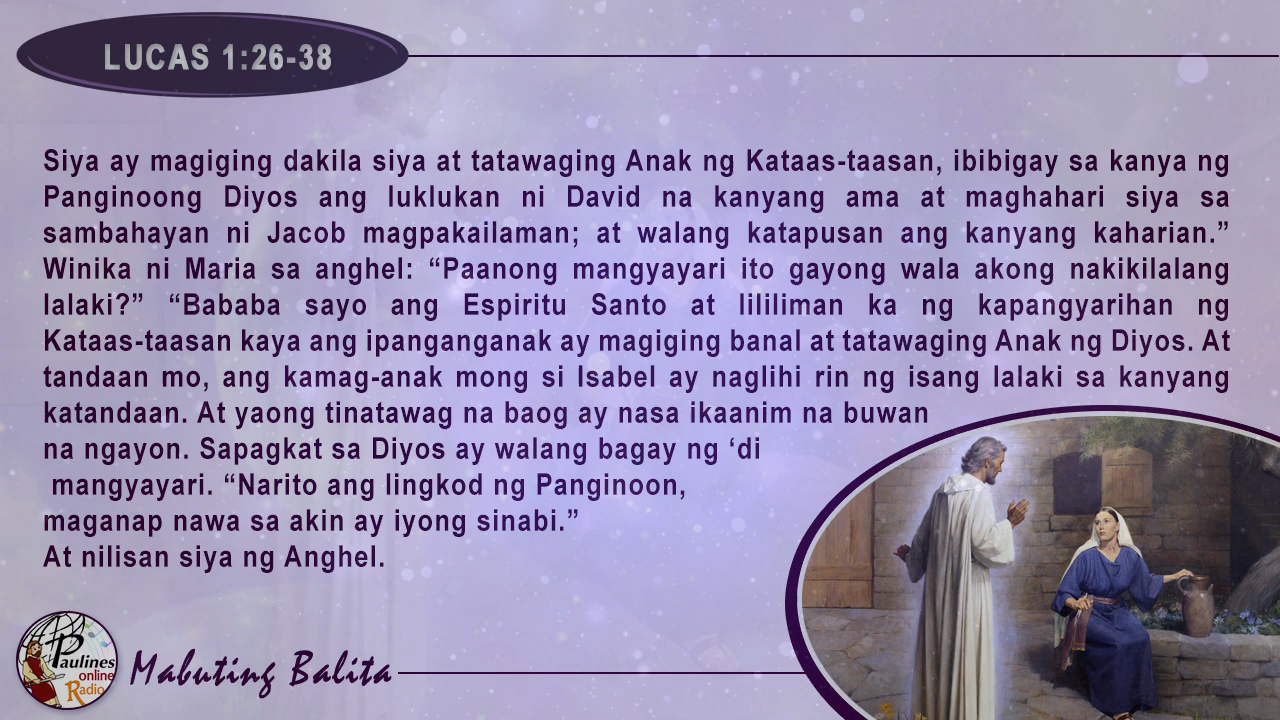 LUCAS 1:26-38
Siya ay magiging dakila siya at tatawaging Anak ng Kataas-taasan, ibibigay sa kanya ng
Panginoong Diyos ang luklukan ni David na kanyang ama at maghahari siya sa
sambahayan ni Jacob magpakailaman; at walang katapusan ang kanyang kaharian.”
Winika ni Maria sa anghel: “Paanong mangyayari ito gayong wala akong nakikilalang
lalaki?” “Bababa sayo ang Espiritu Santo at lililiman ka ng kapangyarihan ng
Kataas-taasan kaya ang ipanganganak ay magiging banal at tatawaging Anak ng Diyos. At
tandaan mo, ang kamag-anak mong si Isabel ay naglihi rin ng isang lalaki sa kanyang
katandaan. At yaong tinatawag na baog ay nasa ikaanim na buwan
na ngayon. Sapagkat sa Diyos ay walang bagay ng ‘di
mangyayari. “Narito ang lingkod ng Panginoon,
maganap nawa sa akin ay iyong sinabi.”
At nilisan siya ng Anghel.
Paulines
online
Radio
Mabuting Balita